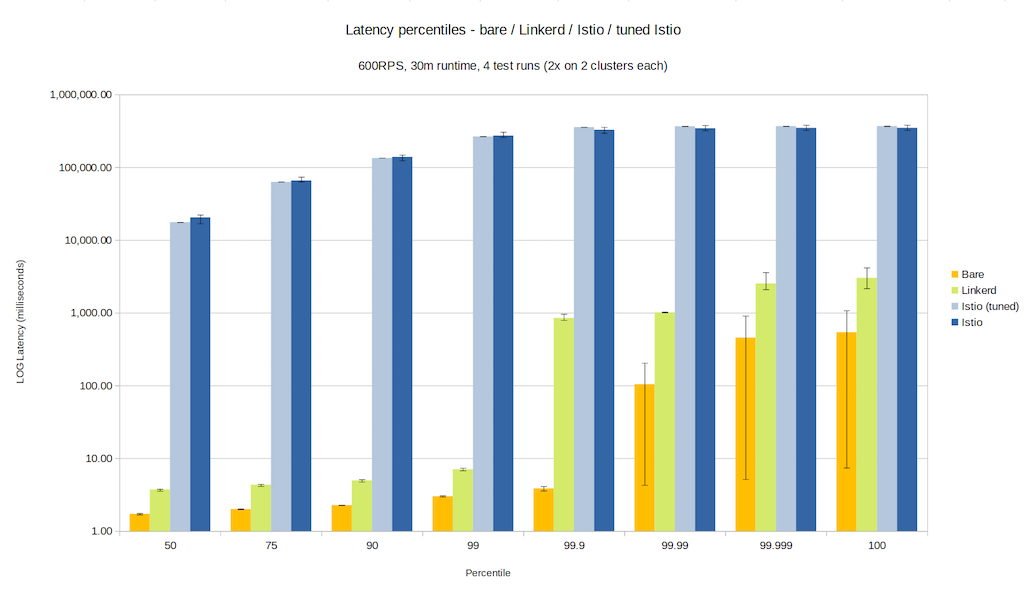 Latency percentiles - bare / Linkerd / Istio / tuned Istio
600RPS, 30m runtime, 4 test runs (2x on 2 clusters each)
1,000,000.00
100,000.00
10,000.00
1,000.00
100.00
10.00
1.00
LOG Latency (milliseconds)
50 75 90 99 99.9 99.99 99.999 100
Percentile
Bare
Linkerd
Istio (tuned)
Istio